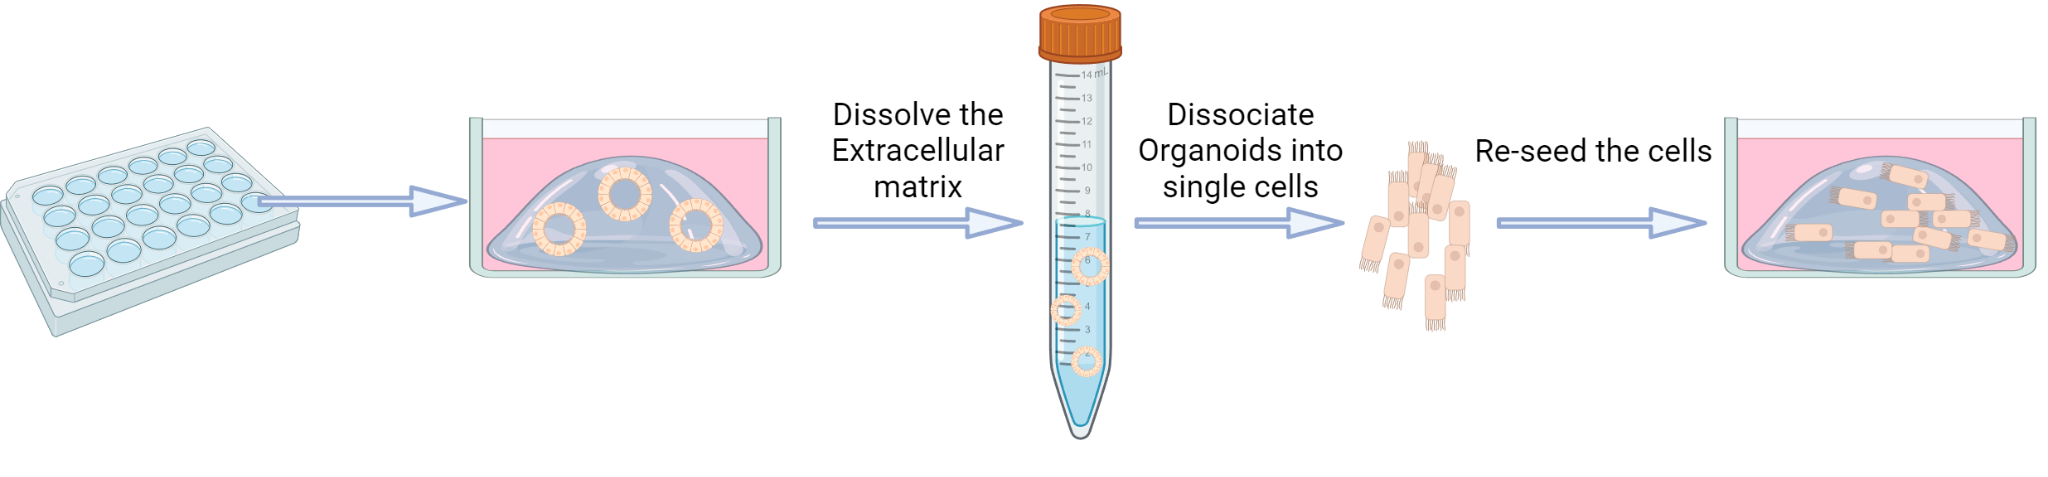 Dissolve the
Extracellular
matrix
14 mL
13
12
11
10
9
8
7
6
4
3
Dissociate
Organoids into
single cells
Re-seed the cells